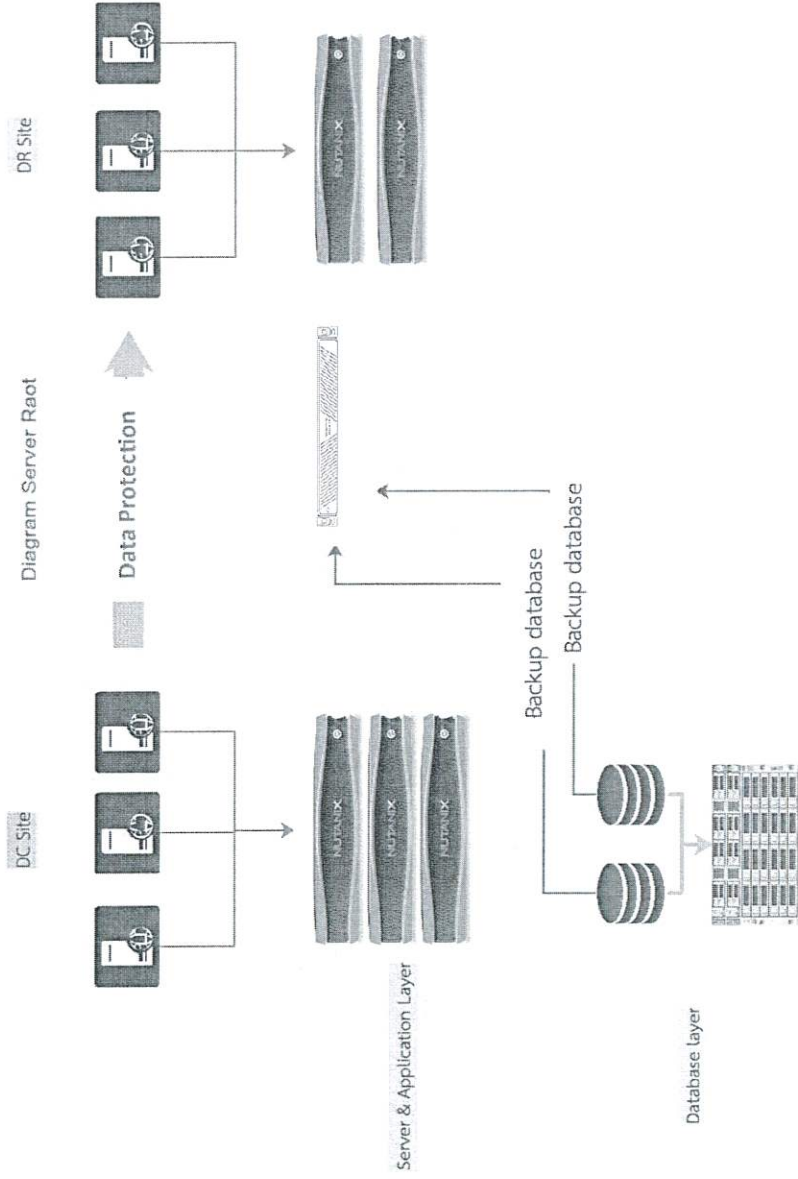 Diagram Server Raot
DC Site
DR Site
Data Protection
Server & Application Layer
NUTANIX
NUTANIX
NUTANIX
NUTANIX
NUTANIX
Backup database
Backup database
Database layer